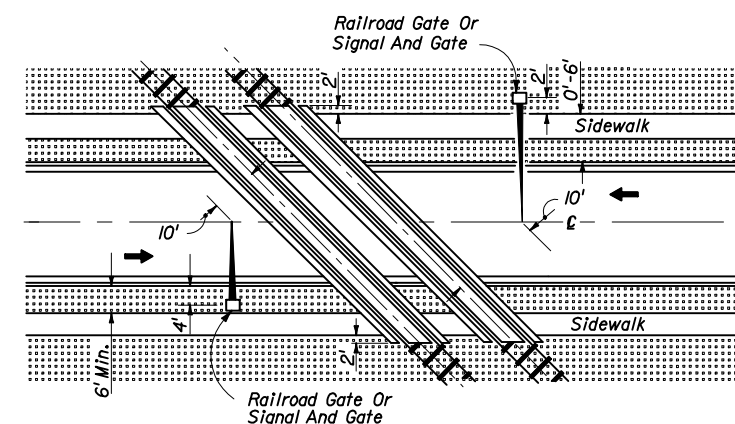 Railroad Gate Or
Signal And Gate
2'
2'
0'-6'
Sidewalk
10'
10'
℄
4'
6' Min.
2'
Sidewalk
Railroad Gate Or
Signal And Gate